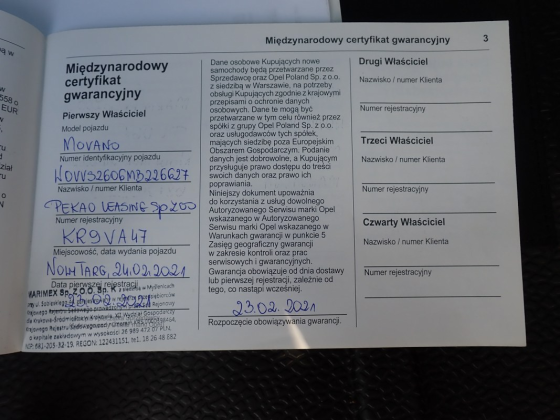 Międzynarodowy certyfikat gwarancyjny 3
Międzynarodowy
certyfikat
gwarancyjny
Pierwszy Właściciel
Model pojazdu
MOVANO
Numer identyfikacyjny pojazdu
W0VVS2606MB226627
Nazwisko / numer Klienta
PEKAO LEASING Sp ZOO
Numer rejestracyjny
KR9VA47
Miejscowość, data wydania pojazdu
NOWY TARG, 24.02.2021
Data pierwszej rejestracji
23.02.2021
MARIMEX Sp. Z O.O. Sp. K
Dane osobowe Kupujących nowe
samochody będą przetwarzane przez
Sprzedawcę oraz Opel Poland Sp. z o.o.
z siedzibą w Warszawie, na potrzeby
obsługi Kupujących zgodnie z krajowymi
przepisami o ochronie danych
osobowych. Dane te mogą być
przetwarzane w tym celu również przez
spółki z grupy Opel Poland Sp. z o.o.
oraz usługodawców tych spółek,
mających siedzibę poza Europejskim
Obszarem Gospodarczym. Podanie
danych jest dobrowolne, a Kupującym
przysługuje prawo dostępu do treści
swoich danych oraz prawo ich
poprawiania.
Niniejszy dokument upoważnia
do korzystania z usług dowolnego
Autoryzowanego Serwisu marki Opel
wskazanego w Autoryzowanego
Serwisu marki Opel wskazanego w
Warunkach gwarancji w punkcie 5
Zasięg geograficzny gwarancji
w zakresie kontroli oraz prac
serwisowych i gwarancyjnych.
Gwarancja obowiązuje od dnia dostawy
lub pierwszej rejestracji, zależnie od
tego, co nastąpi wcześniej.
23.02.2021
Rozpoczęcie obowiązywania gwarancji.
Drugi Właściciel
Nazwisko / numer Klienta
Numer rejestracyjny
Trzeci Właściciel
Nazwisko / numer Klienta
Numer rejestracyjny
Czwarty Właściciel
Nazwisko / numer Klienta
Numer rejestracyjny